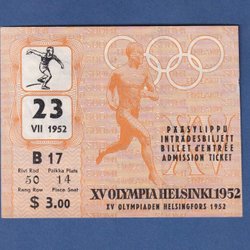 23
VII 1952
B 17
Rivi Rad Paikka Plats
50 14
Rang Row Place Seat
$ 3.00
PÄÄSYLIPPU
INTRÄDESBILJETT
BILLET D'ENTRÉE
ADMISSION TICKET
XV OLYMPIA HELSINKI 1952
XV OLYMPIADEN HELSINGFORS 1952